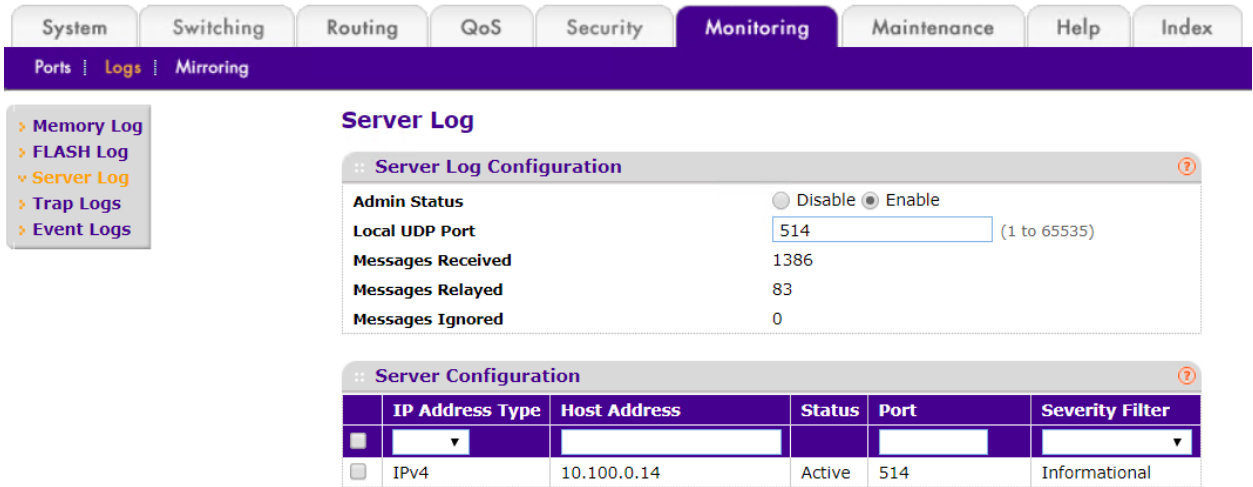 System Switching Routing QoS Security Monitoring Maintenance Help Index
Ports Logs Mirroring
Memory Log
FLASH Log
Server Log
Trap Logs
Event Logs
Server Log
Server Log Configuration ?
Admin Status Disable Enable
Local UDP Port 514 (1 to 65535)
Messages Received 1386
Messages Relayed 83
Messages Ignored 0
Server Configuration ?
IP Address Type Host Address Status Port Severity Filter
IPv4 10.100.0.14 Active 514 Informational